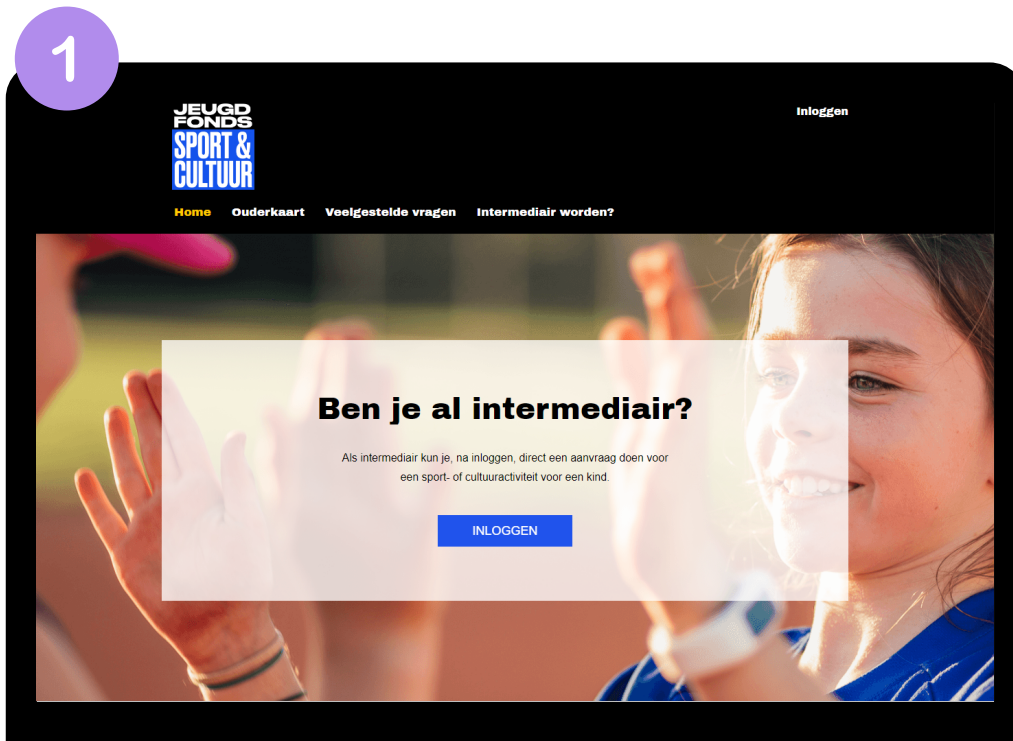 1
JEUGD
FONDS
SPORT &
CULTUUR
Inloggen
Home Ouderkaart Veelgestelde vragen Intermediair worden?
Ben je al intermediair?
Als intermediair kun je, na inloggen, direct een aanvraag doen voor
een sport- of cultuuractiviteit voor een kind.
INLOGGEN